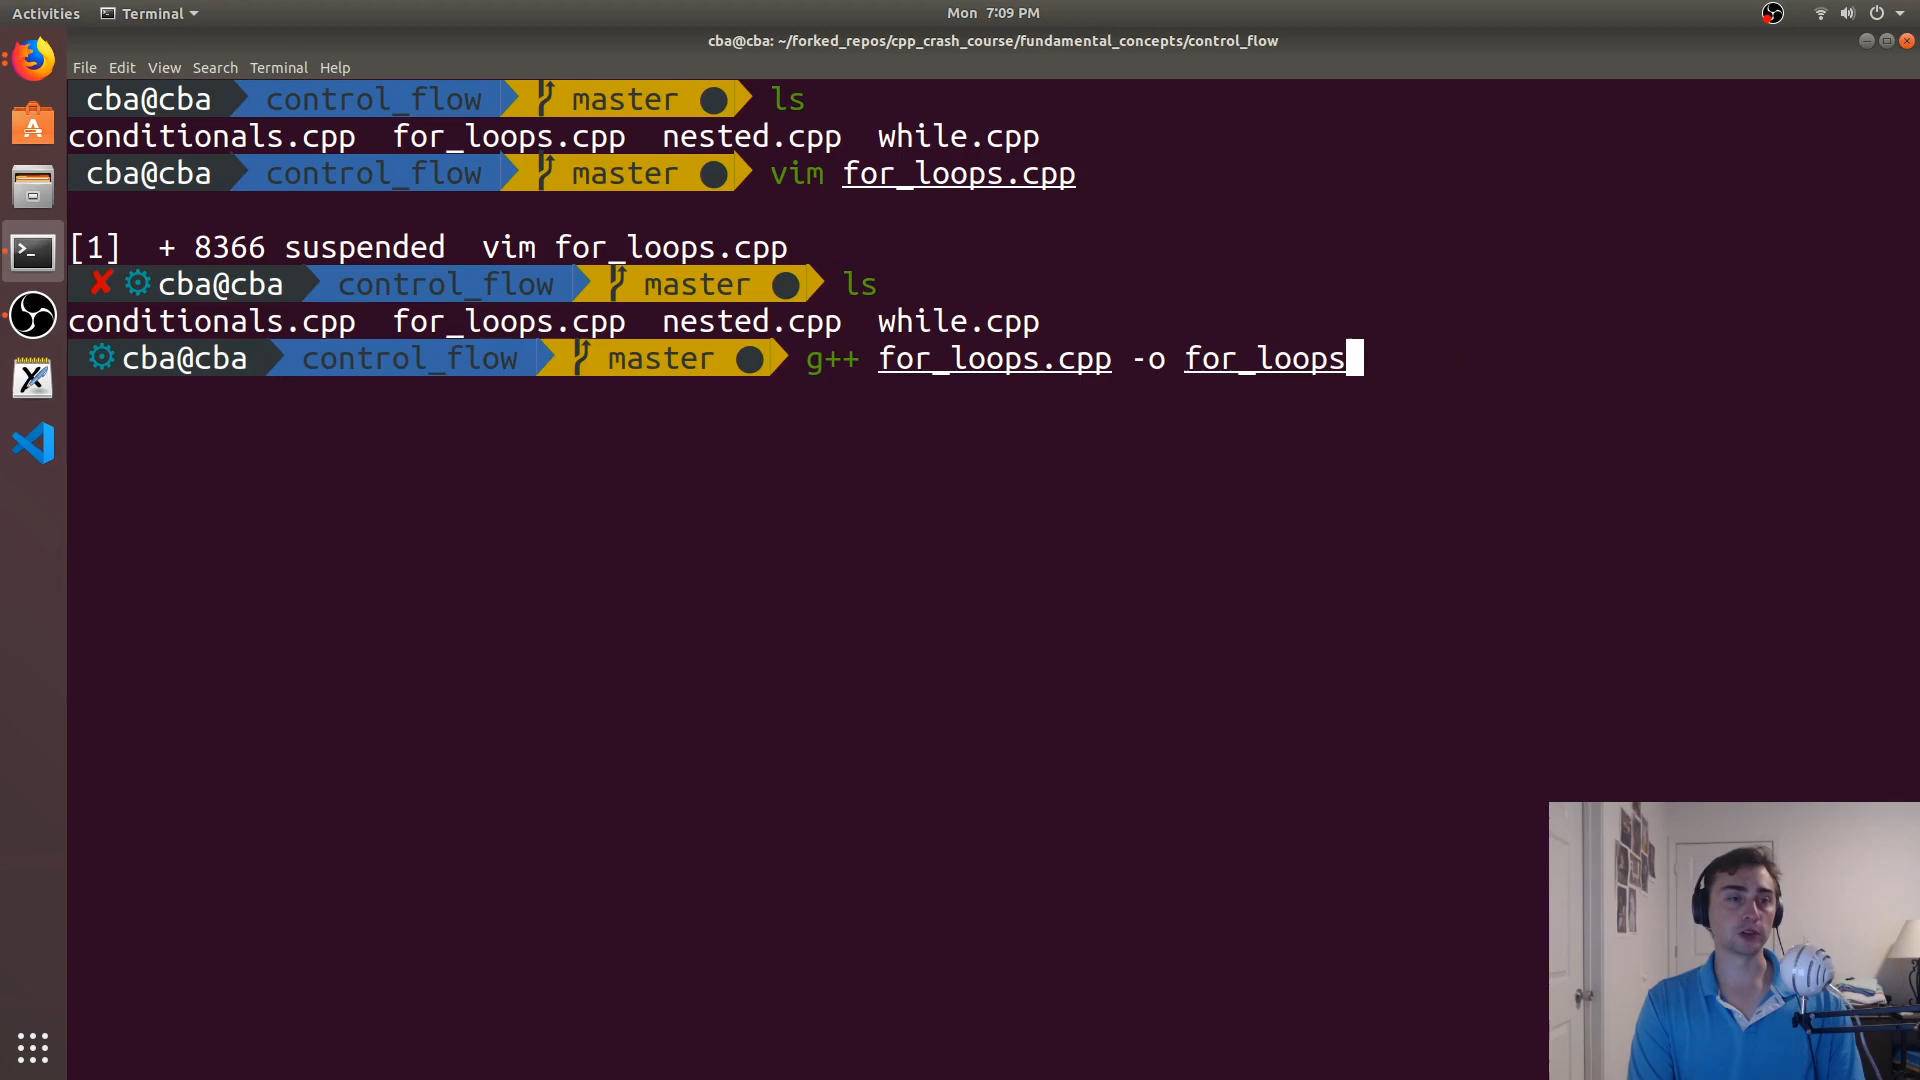 Activities Terminal Mon 7:09 PM
cba@cba: ~/forked_repos/cpp_crash_course/fundamental_concepts/control_flow
File Edit View Search Terminal Help
cba@cba control_flow master ls
conditionals.cpp for_loops.cpp nested.cpp while.cpp
cba@cba control_flow master vim for_loops.cpp
[1] + 8366 suspended vim for_loops.cpp
cba@cba control_flow master ls
conditionals.cpp for_loops.cpp nested.cpp while.cpp
cba@cba control_flow master g++ for_loops.cpp -o for_loops